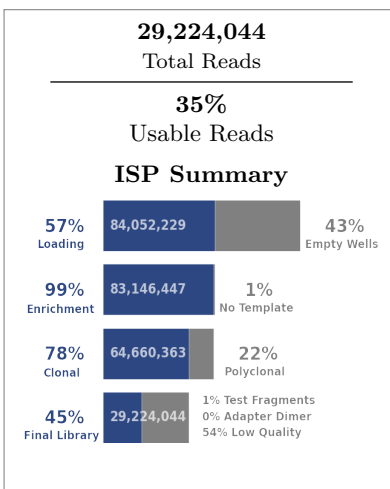 29,224,044
Total Reads
35%
Usable Reads
ISP Summary
57% 84,052,229 43%
Loading Empty Wells
99% 83,146,447 1%
Enrichment No Template
78% 64,660,363 22%
Clonal Polyclonal
1% Test Fragments
45% 29,224,044 0% Adapter Dimer
Final Library 54% Low Quality